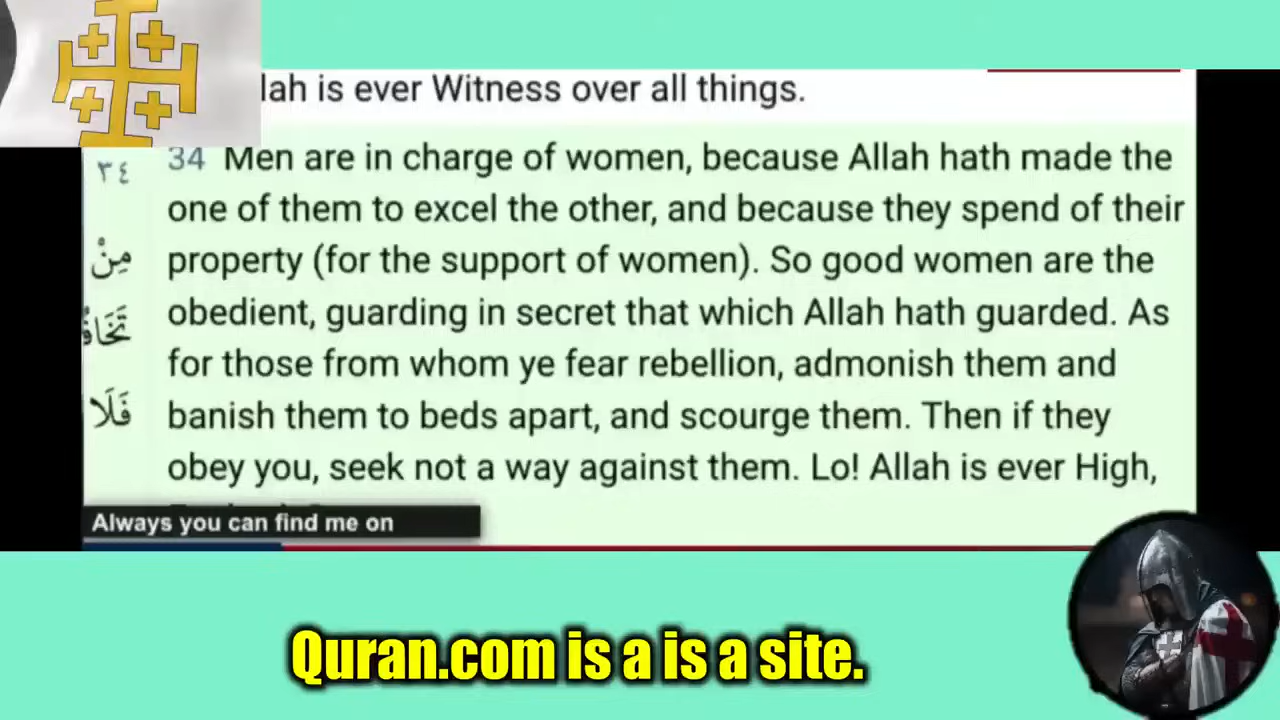 lah is ever Witness over all things.
٣٤
34 Men are in charge of women, because Allah hath made the
one of them to excel the other, and because they spend of their
مِنْ
property (for the support of women). So good women are the
obedient, guarding in secret that which Allah hath guarded. As
for those from whom ye fear rebellion, admonish them and
فَلَا
banish them to beds apart, and scourge them. Then if they
obey you, seek not a way against them. Lo! Allah is ever High,
Always you can find me on
Quran.com is a is a site.